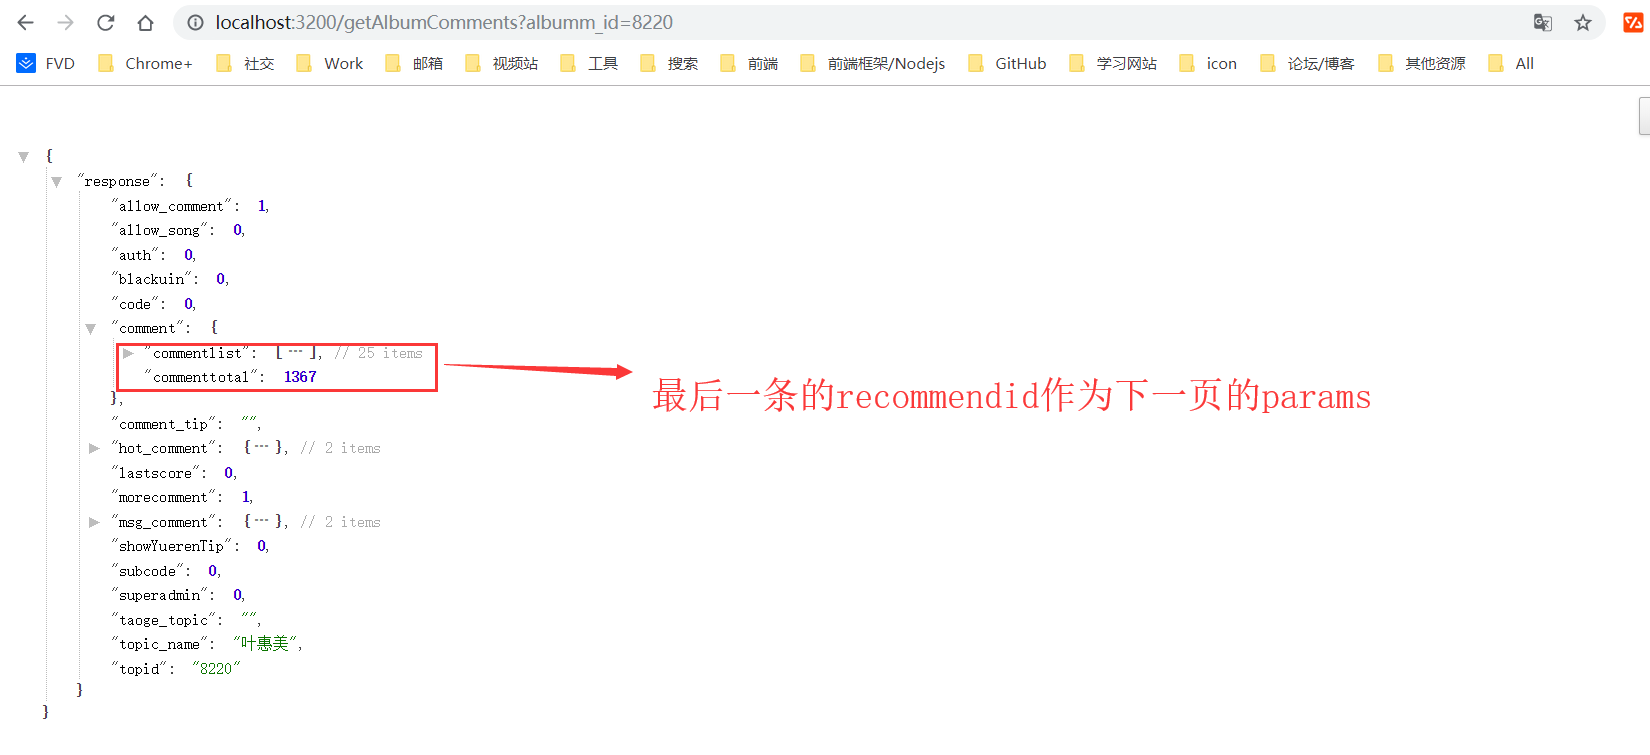 localhost:3200/getAlbumComments?albumm_id=8220
FVD Chrome+ 社交 Work 邮箱 视频站 工具 搜索 前端 前端框架/Nodejs GitHub 学习网站 icon 论坛/博客 其他资源 All
{
"response": {
"allow_comment": 1,
"allow_song": 0,
"auth": 0,
"blackuin": 0,
"code": 0,
"comment": {
"commentlist": [ ··· ], // 25 items
"commenttotal": 1367
最后一条的recommendid作为下一页的params
},
"comment_tip": "",
"hot_comment": {···}, // 2 items
"lastscore": 0,
"morecomment": 1,
"msg_comment": {···}, // 2 items
"showYuerenTip": 0,
"subcode": 0,
"superadmin": 0,
"taoge_topic": "",
"topic_name": "叶惠美",
"topid": "8220"
}
}